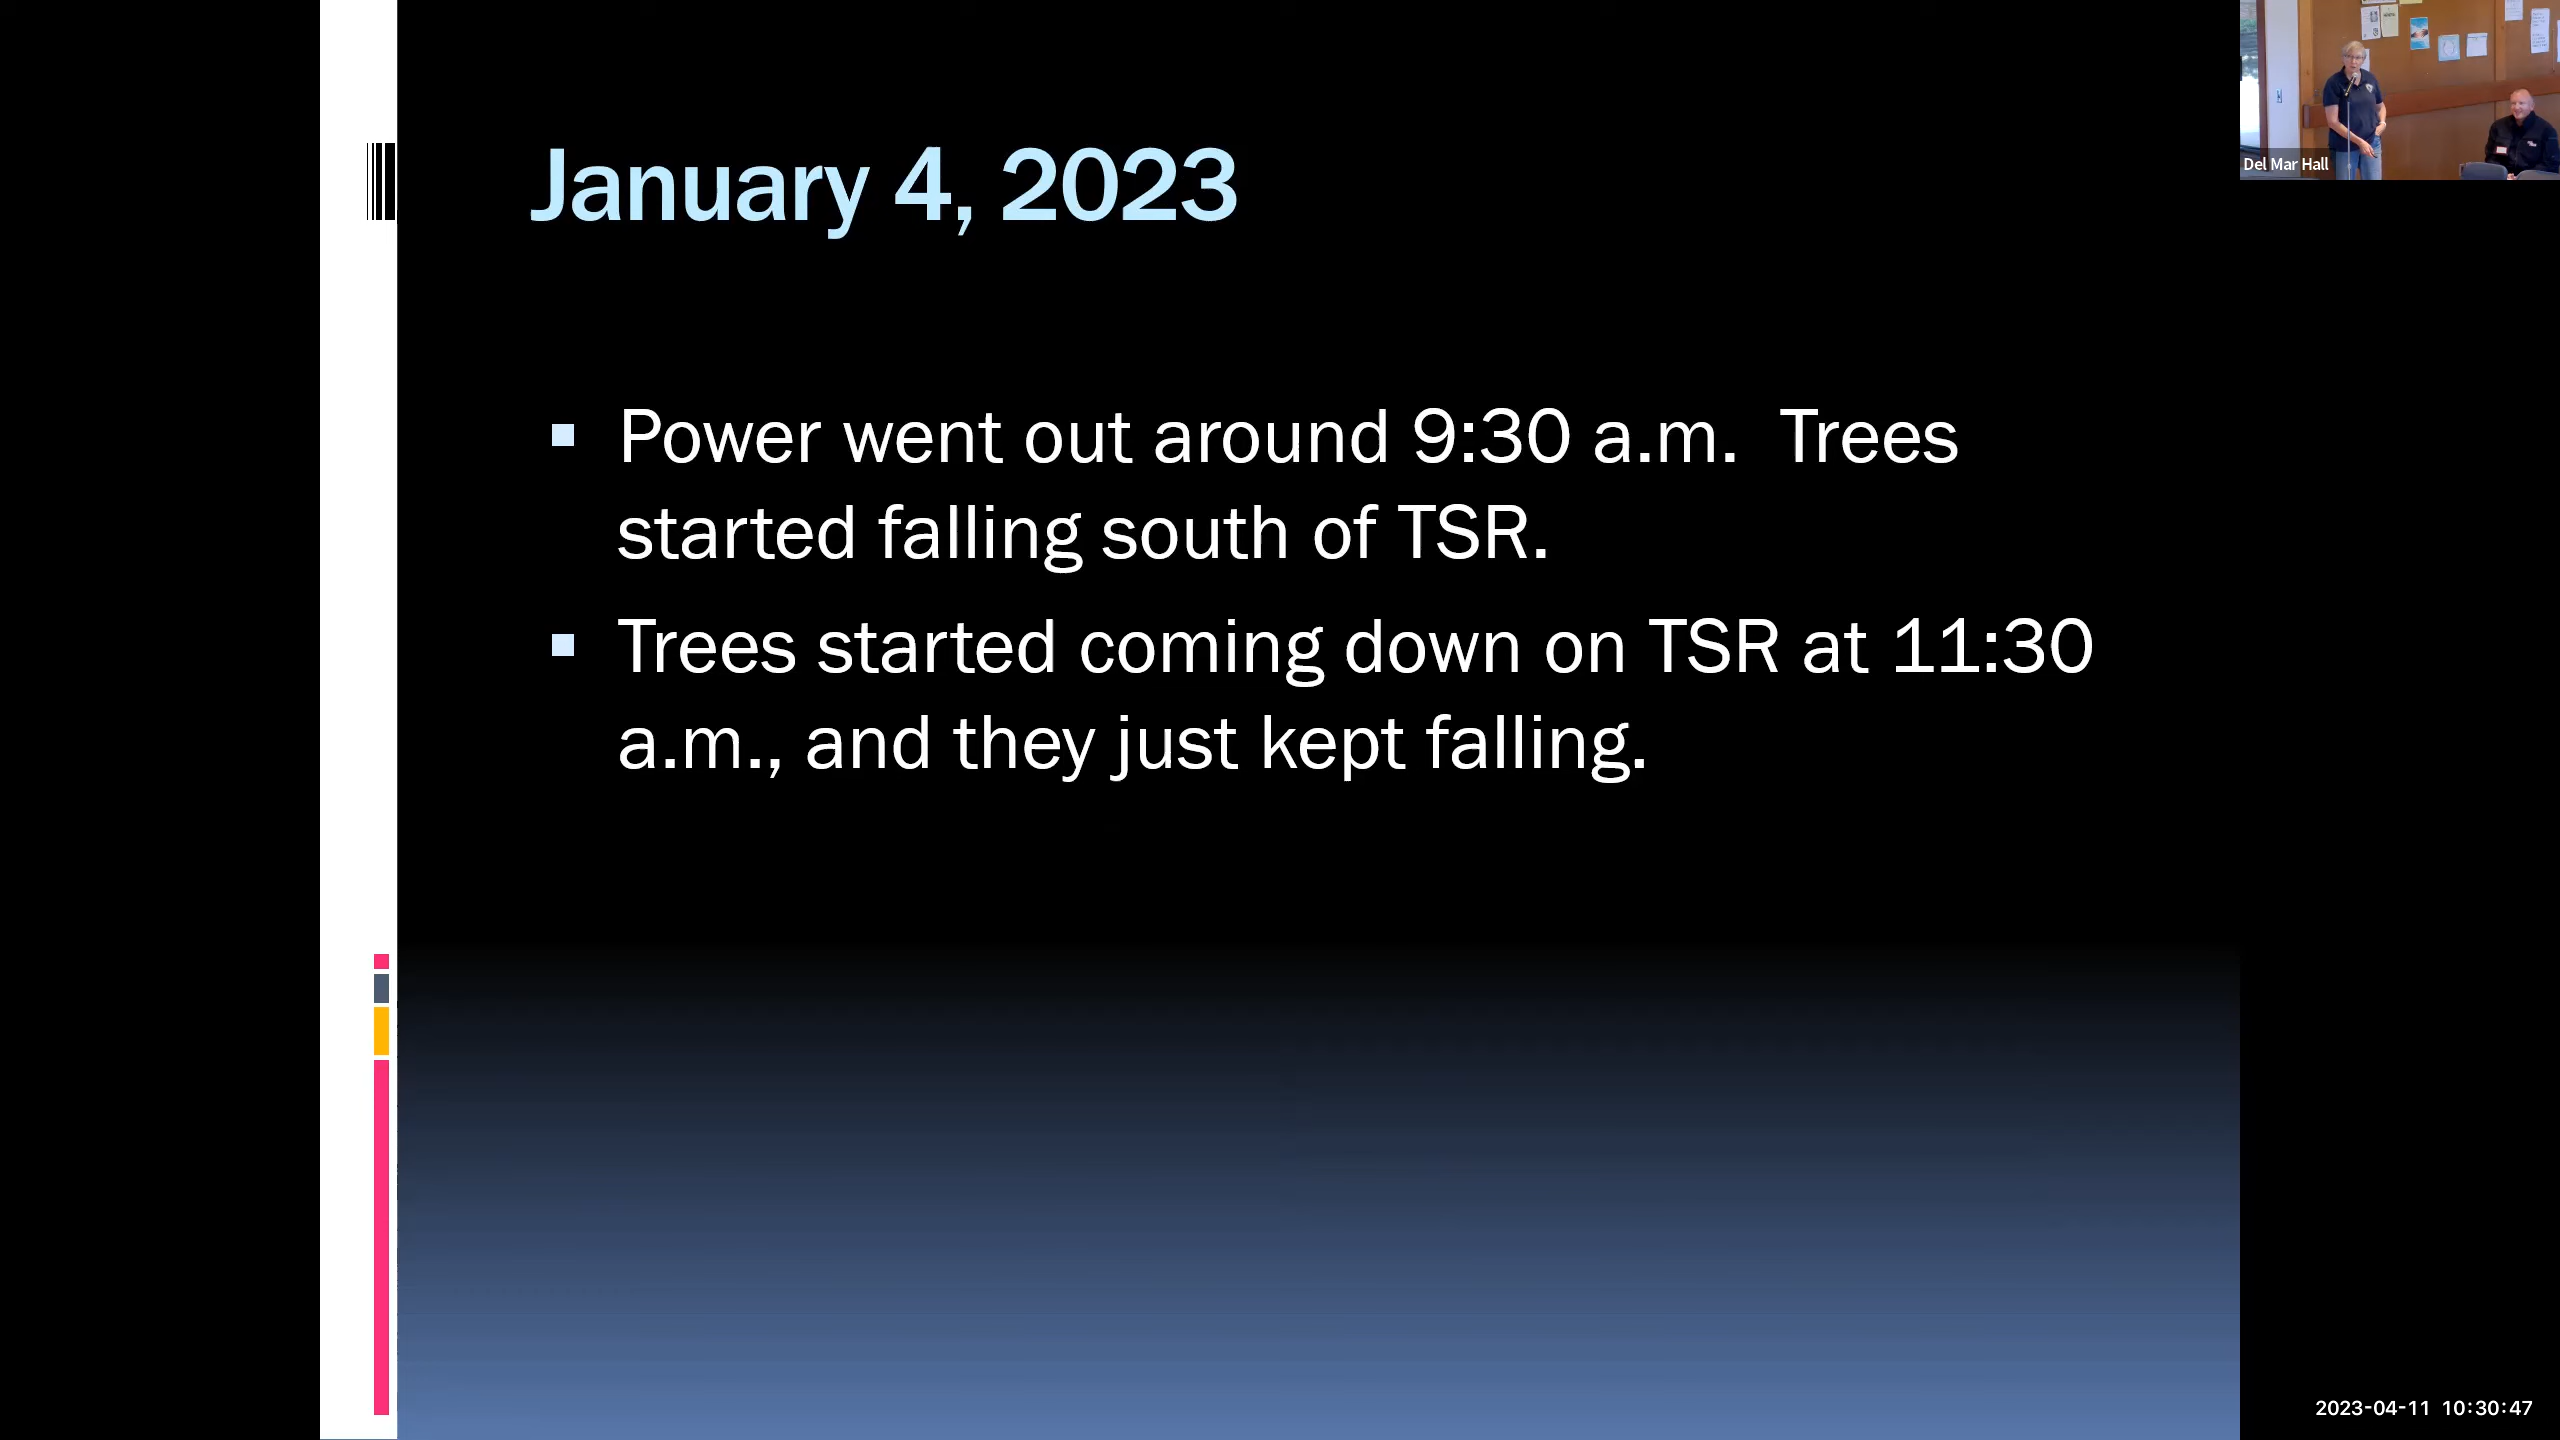 January 4, 2023
Power went out around 9:30 a.m.  Trees
started falling south of TSR.
Trees started coming down on TSR at 11:30
a.m., and they just kept falling.
Del Mar Hall
2023-04-11 10:30:47